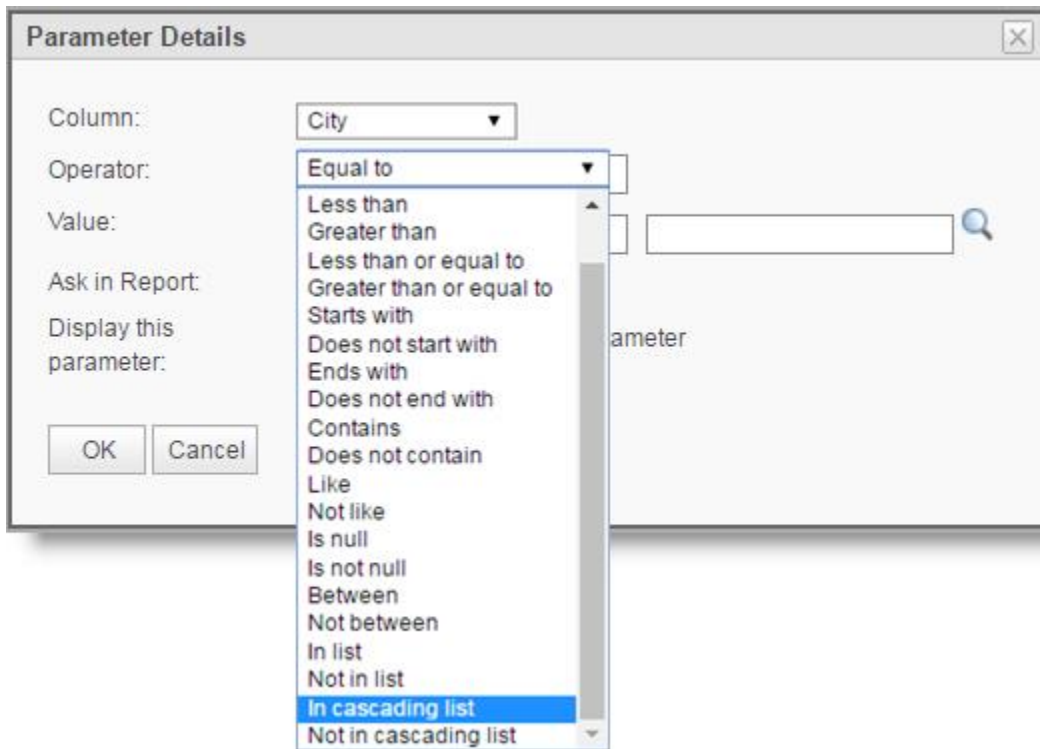 Parameter Details
Column:
City
Operator:
Equal to
Value:
Ask in Report:
Display this
parameter:
ameter
OK
Cancel
Less than
Greater than
Less than or equal to
Greater than or equal to
Starts with
Does not start with
Ends with
Does not end with
Contains
Does not contain
Like
Not like
Is null
Is not null
Between
Not between
In list
Not in list
In cascading list
Not in cascading list